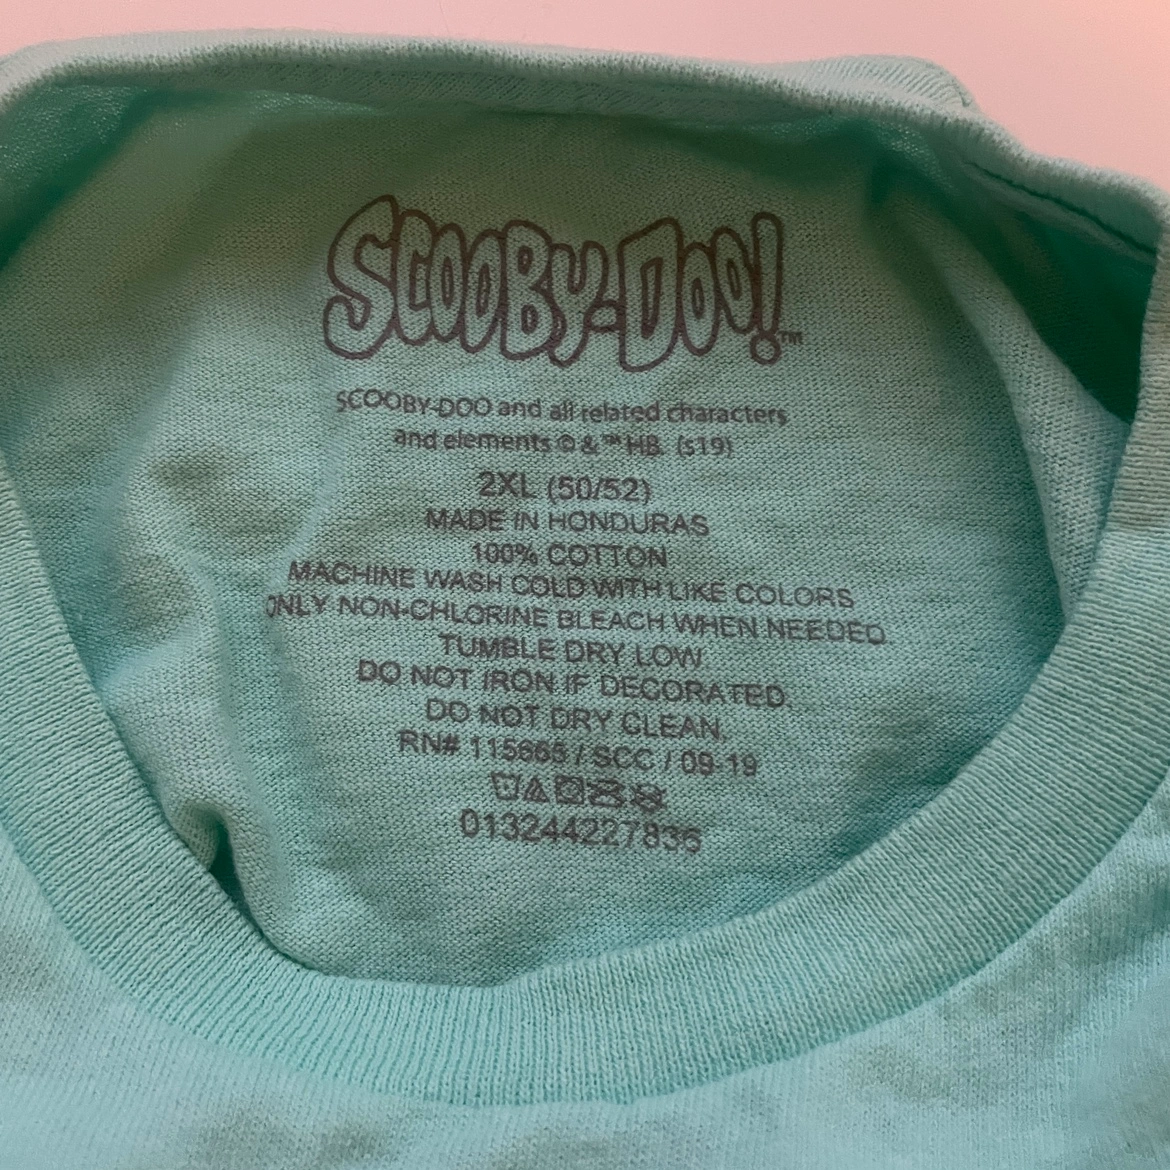 SCOOBY-DOO!™
SCOOBY-DOO and all related characters
and elements © & ™ HB. (s19)
2XL (50/52)
MADE IN HONDURAS
100% COTTON
MACHINE WASH COLD WITH LIKE COLORS
ONLY NON-CHLORINE BLEACH WHEN NEEDED
TUMBLE DRY LOW
DO NOT IRON IF DECORATED.
DO NOT DRY CLEAN.
RN# 115665 / SCC / 09-19
013244227836